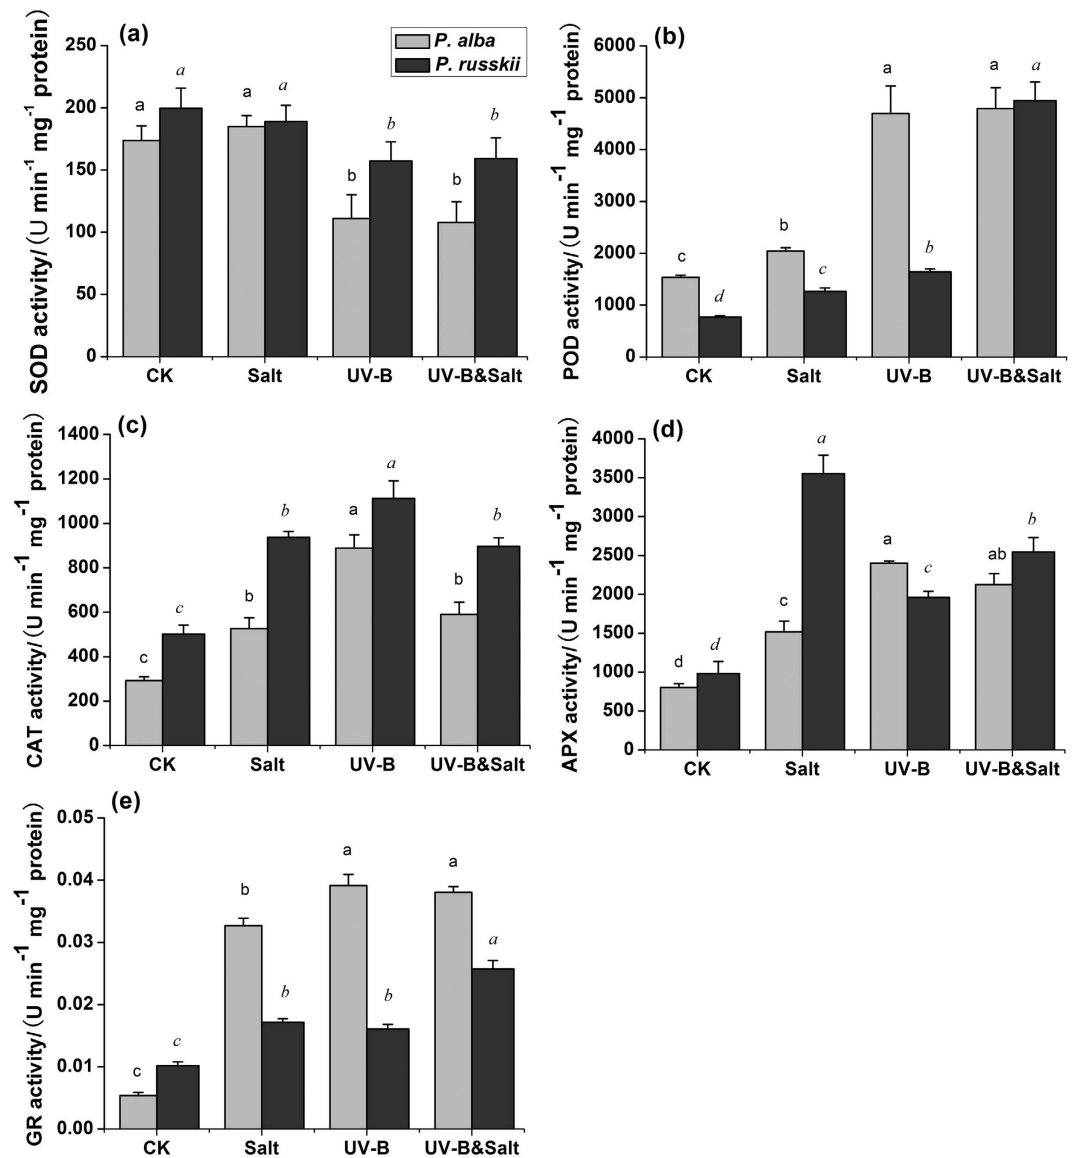 (a)
P. alba
P. russkii
SOD activity/(U min-1 mg-1 protein)
250
200
150
100
50
0
a
a
a
a
b
b
b
b
CK
Salt
UV-B
UV-B&Salt
(b)
POD activity/(U min-1 mg-1 protein)
6000
5000
4000
3000
2000
1000
0
c
d
b
c
a
b
a
a
CK
Salt
UV-B
UV-B&Salt
(c)
CAT activity/(U min-1 mg-1 protein)
1400
1200
1000
800
600
400
200
0
c
c
b
b
a
a
b
b
CK
Salt
UV-B
UV-B&Salt
(d)
APX activity/(U min-1 mg-1 protein)
4000
3500
3000
2500
2000
1500
1000
500
0
d
d
c
a
a
c
ab
b
CK
Salt
UV-B
UV-B&Salt
(e)
GR activity/(U min-1 mg-1 protein)
0.05
0.04
0.03
0.02
0.01
0.00
c
c
b
b
a
b
a
a
CK
Salt
UV-B
UV-B&Salt